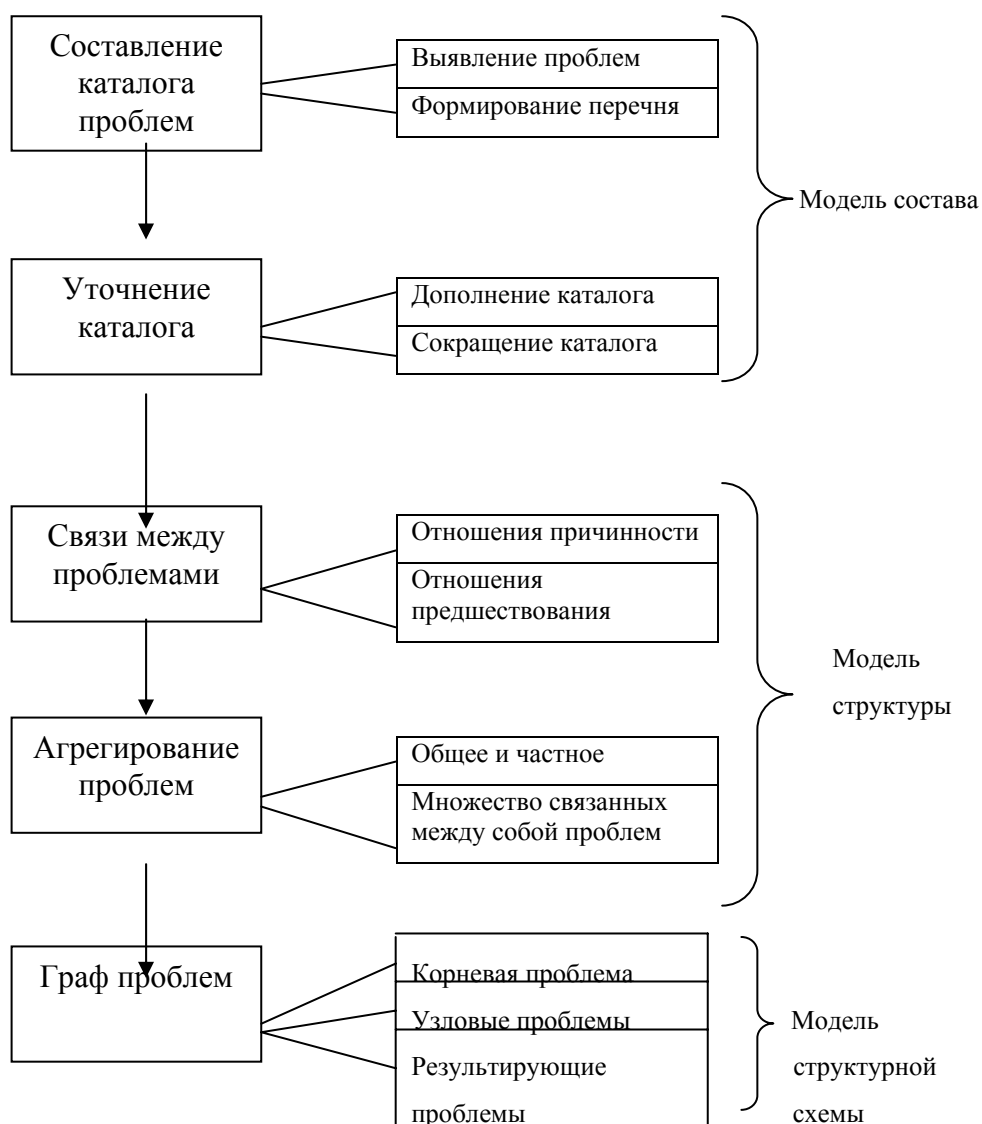 Составление
каталога
проблем
Выявление проблем
Формирование перечня
Модель состава
Уточнение
каталога
Дополнение каталога
Сокращение каталога
Связи между
проблемами
Отношения причинности
Отношения
предшествования
Модель
структуры
Агрегирование
проблем
Общее и частное
Множество связанных
между собой проблем
Граф проблем
Корневая проблема
Узловые проблемы
Результирующие
проблемы
Модель
структурной
схемы